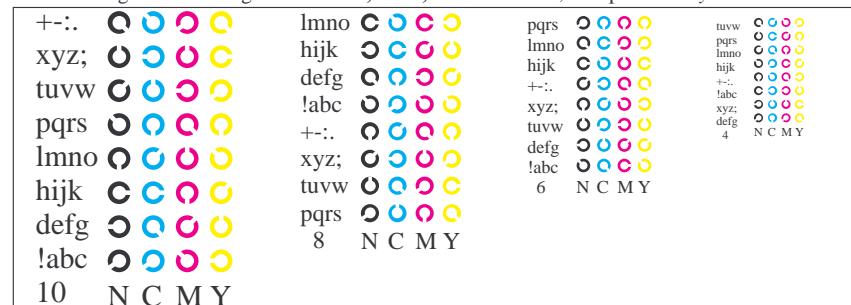 +-:.
xyz;
tuvw
pqrs
lmno
hijk
defg
!abc
10 N C M Y
lmno
hijk
defg
!abc
+-:.
xyz;
tuvw
pqrs
8 N C M Y
pqrs
lmno
hijk
+-:.
xyz;
tuvw
defg
!abc
6 N C M Y
tuvw
pqrs
lmno
hijk
+-:.
!abc
xyz;
defg
4 N C M Y